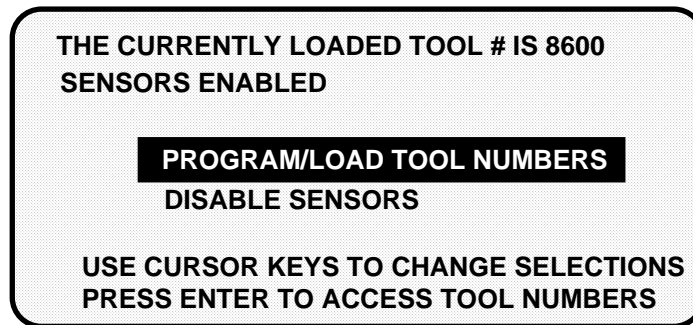 THE CURRENTLY LOADED TOOL # IS 8600
SENSORS ENABLED
PROGRAM/LOAD TOOL NUMBERS
DISABLE SENSORS
USE CURSOR KEYS TO CHANGE SELECTIONS
PRESS ENTER TO ACCESS TOOL NUMBERS